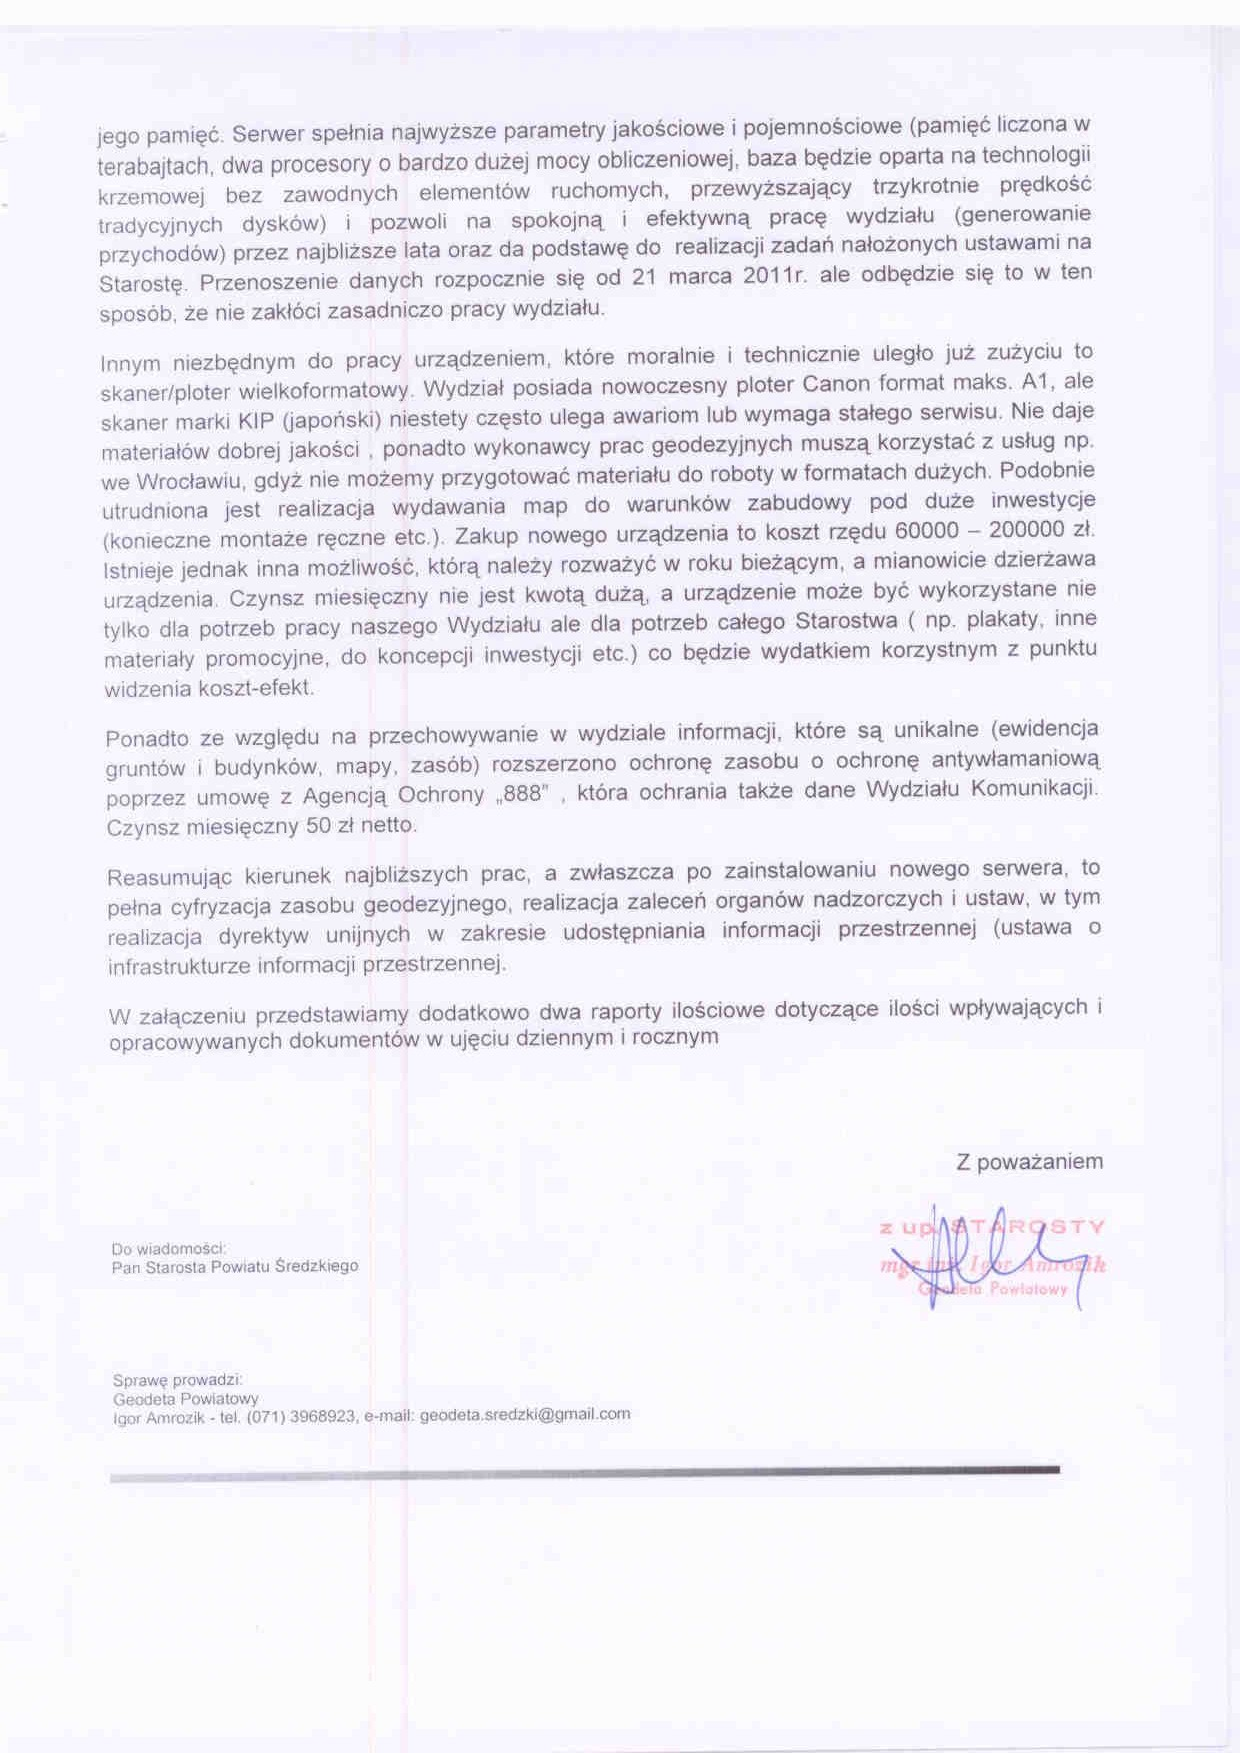 jego pamięć. Serwer spełnia najwyższe parametry jakościowe i pojemnościowe (pamięć liczona w
terabajtach, dwa procesory o bardzo dużej mocy obliczeniowej, baza będzie oparta na technologii
krzemowej bez zawodnych elementów ruchomych, przewyższający trzykrotnie prędkość
tradycyjnych dysków) i pozwoli na spokojną i efektywną pracę wydziału (generowanie
przychodów) przez najbliższe lata oraz da podstawę do realizacji zadań nałożonych ustawami na
Starostę. Przenoszenie danych rozpocznie się od 21 marca 2011r. ale odbędzie się to w ten
sposób, że nie zakłóci zasadniczo pracy wydziału.
Innym niezbędnym do pracy urządzeniem, które moralnie i technicznie uległo już zużyciu to
skaner/ploter wielkoformatowy. Wydział posiada nowoczesny ploter Canon format maks. A1, ale
skaner marki KIP (japoński) niestety często ulega awariom lub wymaga stałego serwisu. Nie daje
materiałów dobrej jakości , ponadto wykonawcy prac geodezyjnych muszą korzystać z usług np.
we Wrocławiu, gdyż nie możemy przygotować materiału do roboty w formatach dużych. Podobnie
utrudniona jest realizacja wydawania map do warunków zabudowy pod duże inwestycje
(konieczne montaże ręczne etc.). Zakup nowego urządzenia to koszt rzędu 60000 – 200000 zł.
Istnieje jednak inna możliwość, którą należy rozważyć w roku bieżącym, a mianowicie dzierżawa
urządzenia. Czynsz miesięczny nie jest kwotą dużą, a urządzenie może być wykorzystane nie
tylko dla potrzeb pracy naszego Wydziału ale dla potrzeb całego Starostwa ( np. plakaty, inne
materiały promocyjne, do koncepcji inwestycji etc.) co będzie wydatkiem korzystnym z punktu
widzenia koszt-efekt.
Ponadto ze względu na przechowywanie w wydziale informacji, które są unikalne (ewidencja
gruntów i budynków, mapy, zasób) rozszerzono ochronę zasobu o ochronę antywłamaniową
poprzez umowę z Agencją Ochrony „888” , która ochrania także dane Wydziału Komunikacji.
Czynsz miesięczny 50 zł netto.
Reasumując kierunek najbliższych prac, a zwłaszcza po zainstalowaniu nowego serwera, to
pełna cyfryzacja zasobu geodezyjnego, realizacja zaleceń organów nadzorczych i ustaw, w tym
realizacja dyrektyw unijnych w zakresie udostępniania informacji przestrzennej (ustawa o
infrastrukturze informacji przestrzennej.
W załączeniu przedstawiamy dodatkowo dwa raporty ilościowe dotyczące ilości wpływających i
opracowywanych dokumentów w ujęciu dziennym i rocznym
Z poważaniem
z up. STAROSTY
mgr inż. Igor Amrozik
Geodeta Powiatowy
Do wiadomości:
Pan Starosta Powiatu Średzkiego
Sprawę prowadzi:
Geodeta Powiatowy
Igor Amrozik - tel. (071) 3968923, e-mail: geodeta.sredzki@gmail.com